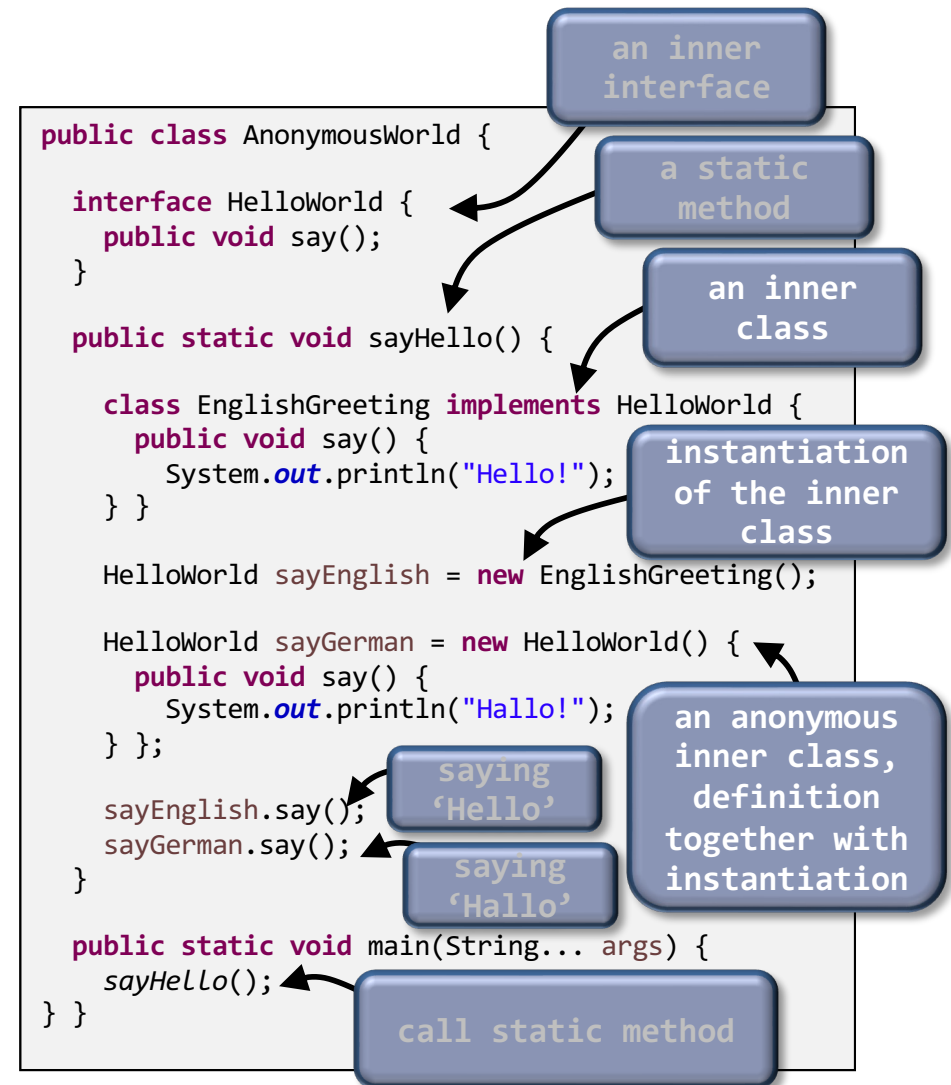 an inner
interface
public class AnonymousWorld {
a static
method
interface HelloWorld {
public void say();
}
an inner
class
public static void sayHello() {
class EnglishGreeting implements HelloWorld {
public void say() {
System.out.println("Hello!");
} }
instantiation
of the inner
class
HelloWorld sayEnglish = new EnglishGreeting();
HelloWorld sayGerman = new HelloWorld() {
public void say() {
System.out.println("Hallo!");
} };
an anonymous
inner class,
definition
together with
instantiation
saying
‘Hello’
sayEnglish.say();
sayGerman.say();
saying
‘Hallo’
}
public static void main(String... args) {
sayHello();
} }
call static method